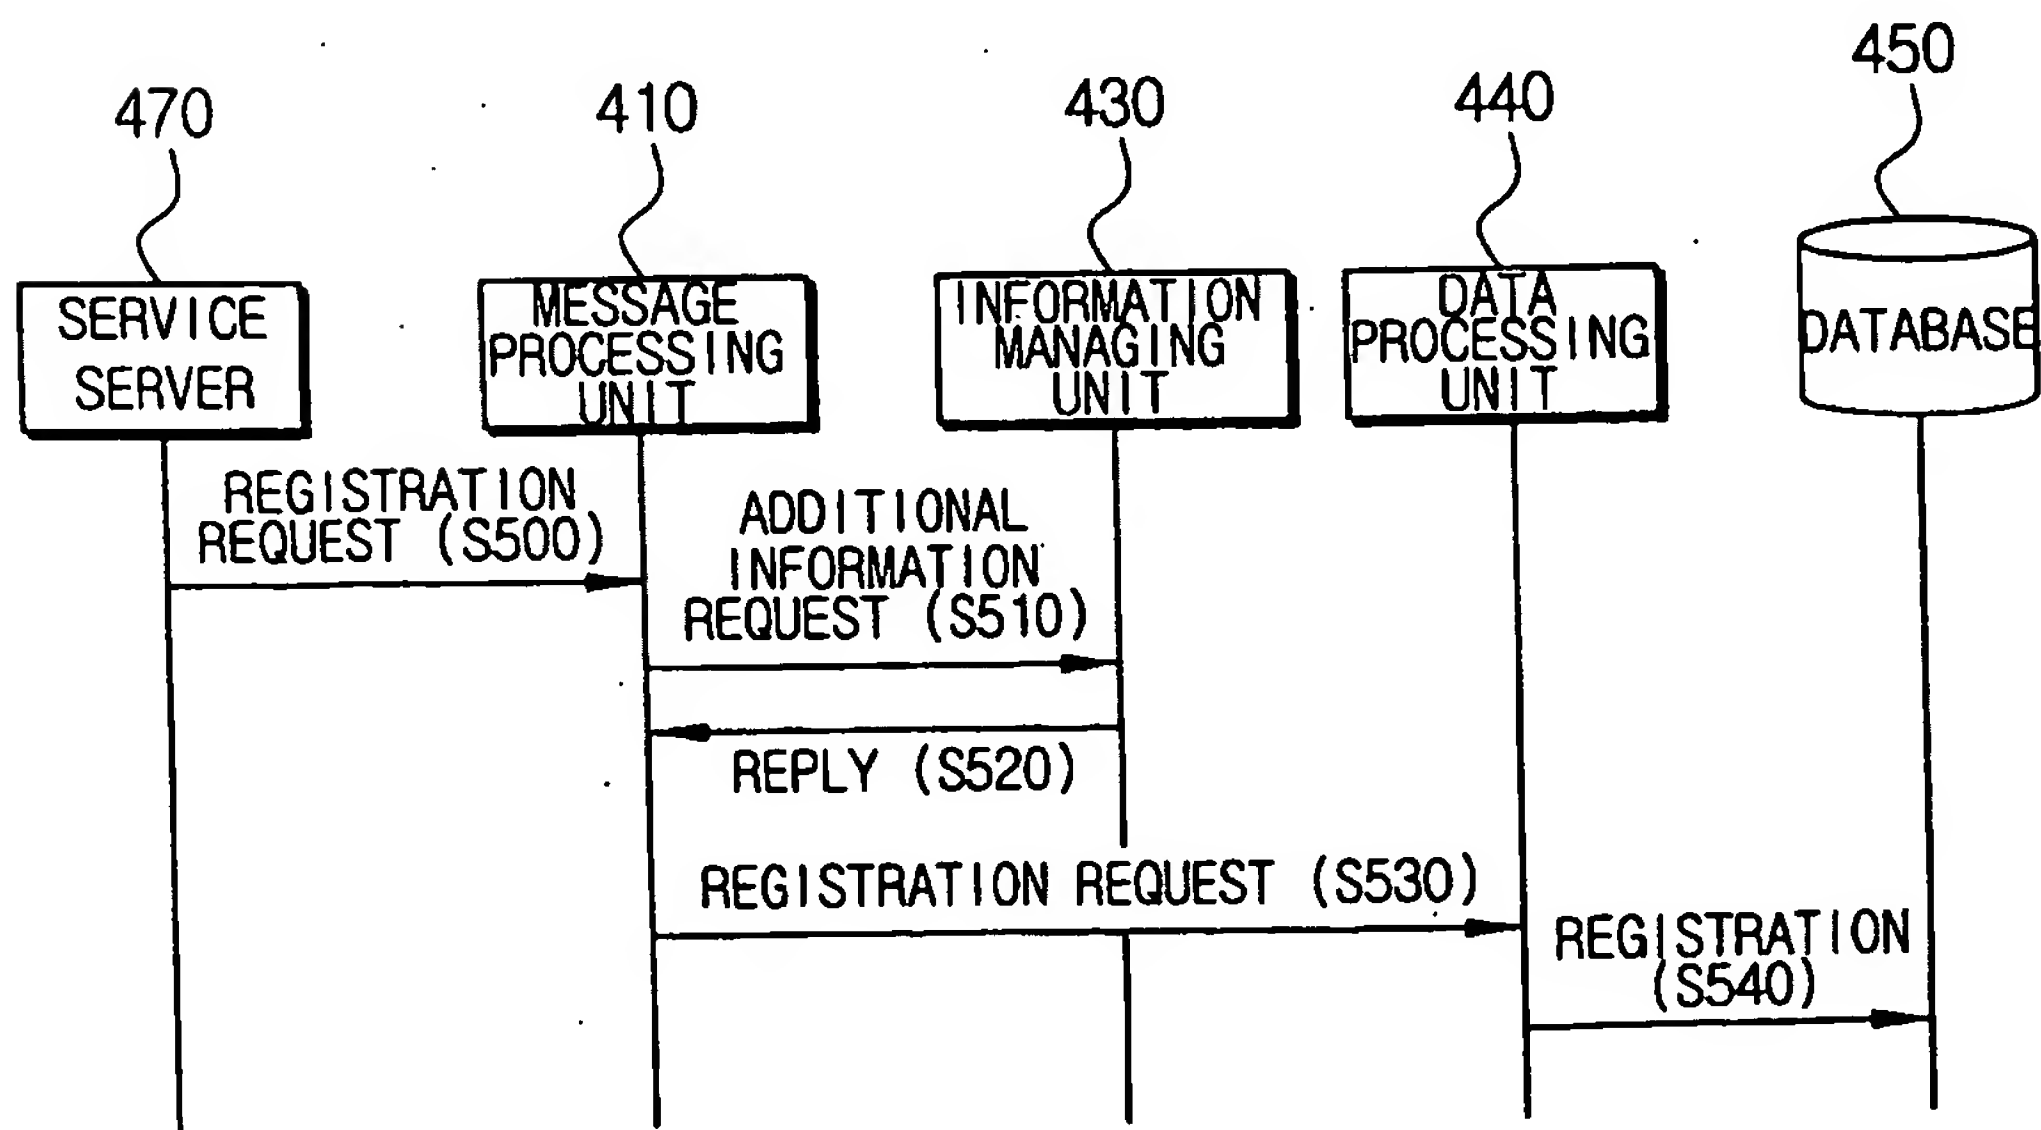 470
410
430
440
450
SERVICE
SERVER
MESSAGE
PROCESSING
UNIT
INFORMATION
MANAGING
UNIT
DATA
PROCESSING
UNIT
DATABASE
REGISTRATION
REQUEST (S500)
ADDITIONAL
INFORMATION
REQUEST (S510)
REPLY (S520)
REGISTRATION REQUEST (S530)
REGISTRATION
(S540)